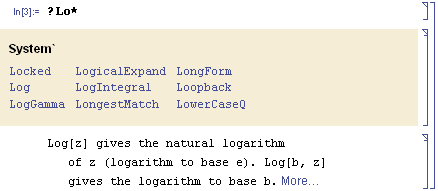 In[3]:= ?Lo*
System`
Locked LogicalExpand LongForm
Log LogIntegral Loopback
LogGamma LongestMatch LowerCaseQ
Log[z] gives the natural logarithm
of z (logarithm to base e). Log[b, z]
gives the logarithm to base b. More…